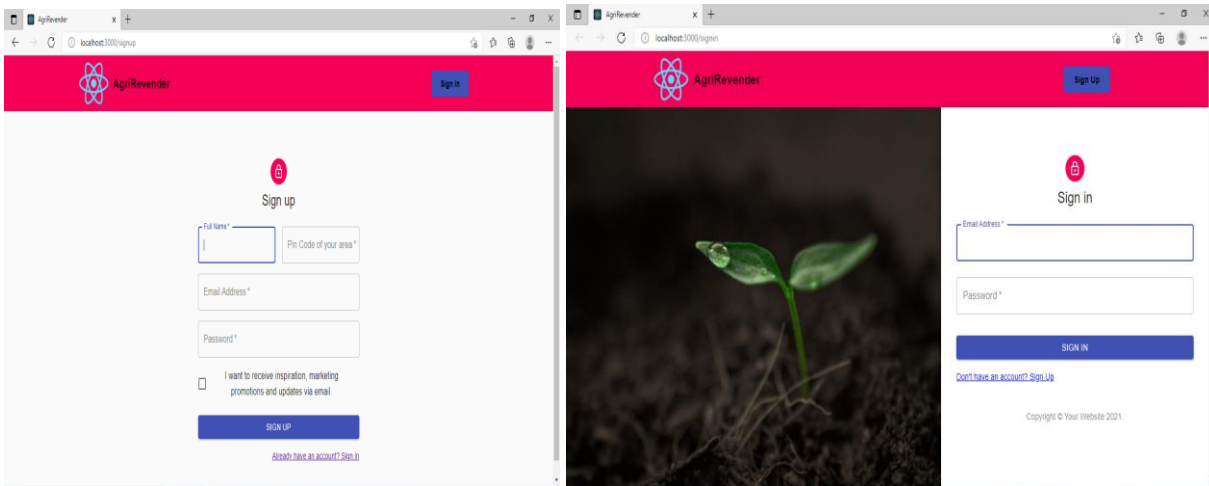 AgriRevender
localhost:3000/signup
AgriRevender
Sign In
Sign up
Full Name *
Pin Code of your area *
Email Address *
Password *
I want to receive inspiration, marketing
promotions and updates via email.
SIGN UP
Already have an account? Sign in
AgriRevender
localhost:3000/signin
AgriRevender
Sign Up
Sign in
Email Address *
Password *
SIGN IN
Don't have an account? Sign Up
Copyright © Your Website 2021.